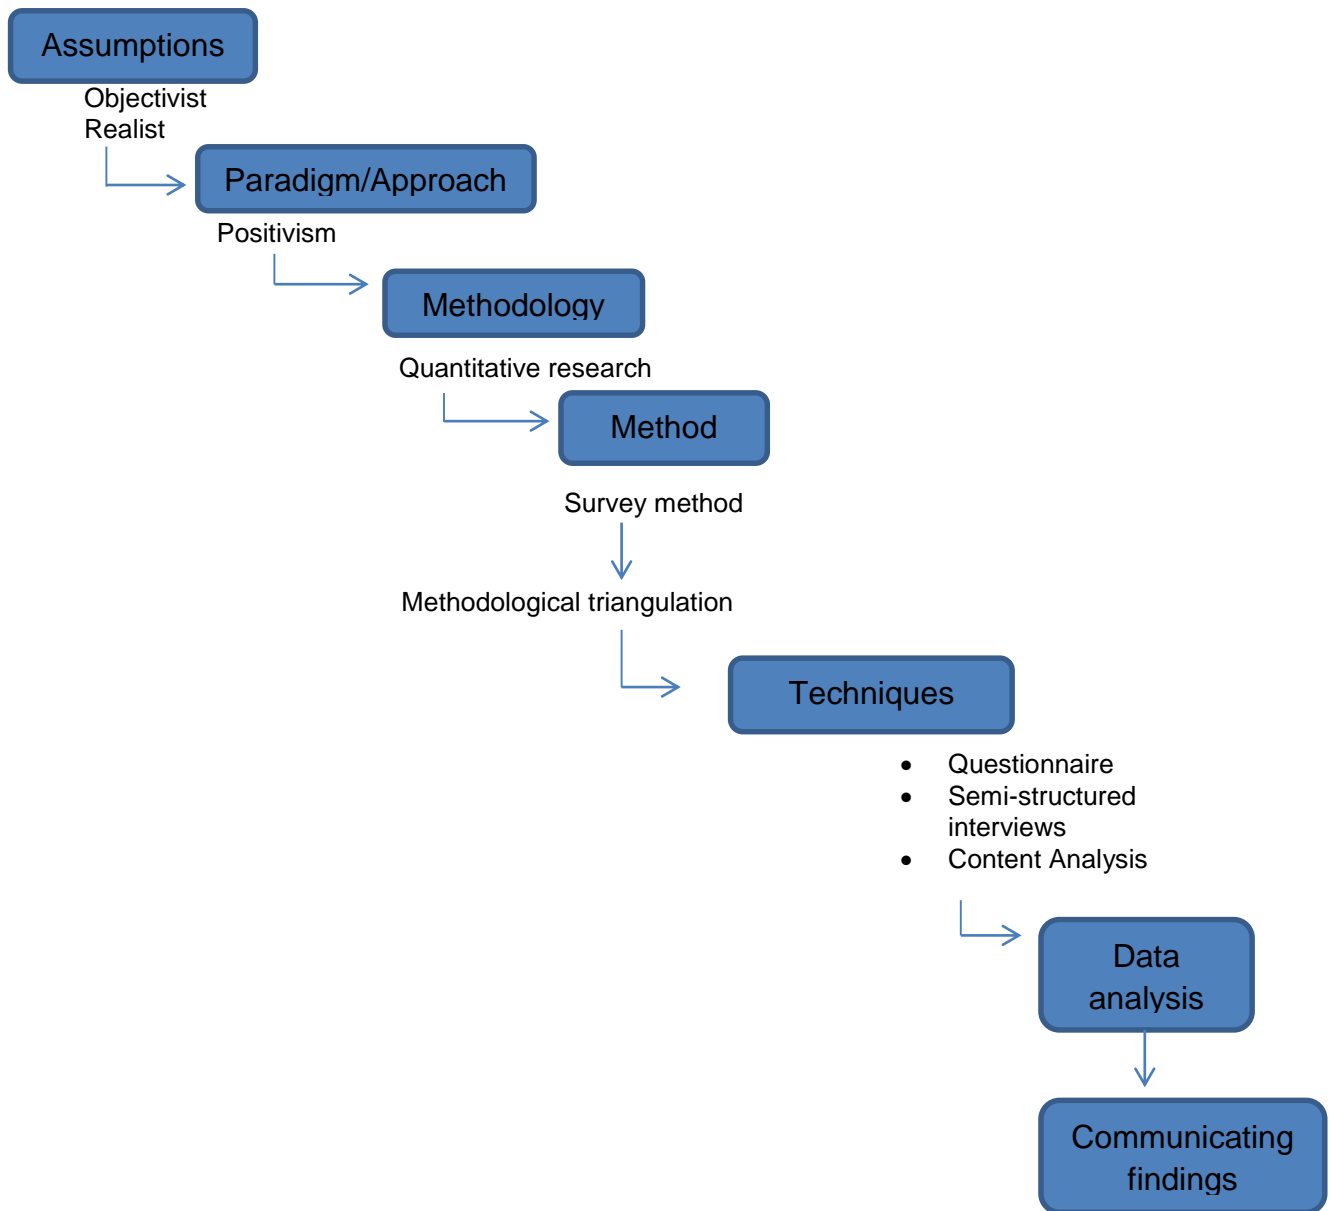 Assumptions
Objectivist
Realist
Paradigm/Approach
Positivism
Methodology
Quantitative research
Method
Survey method
Methodological triangulation
Techniques
• Questionnaire
• Semi-structured
interviews
• Content Analysis
Data
analysis
Communicating
findings